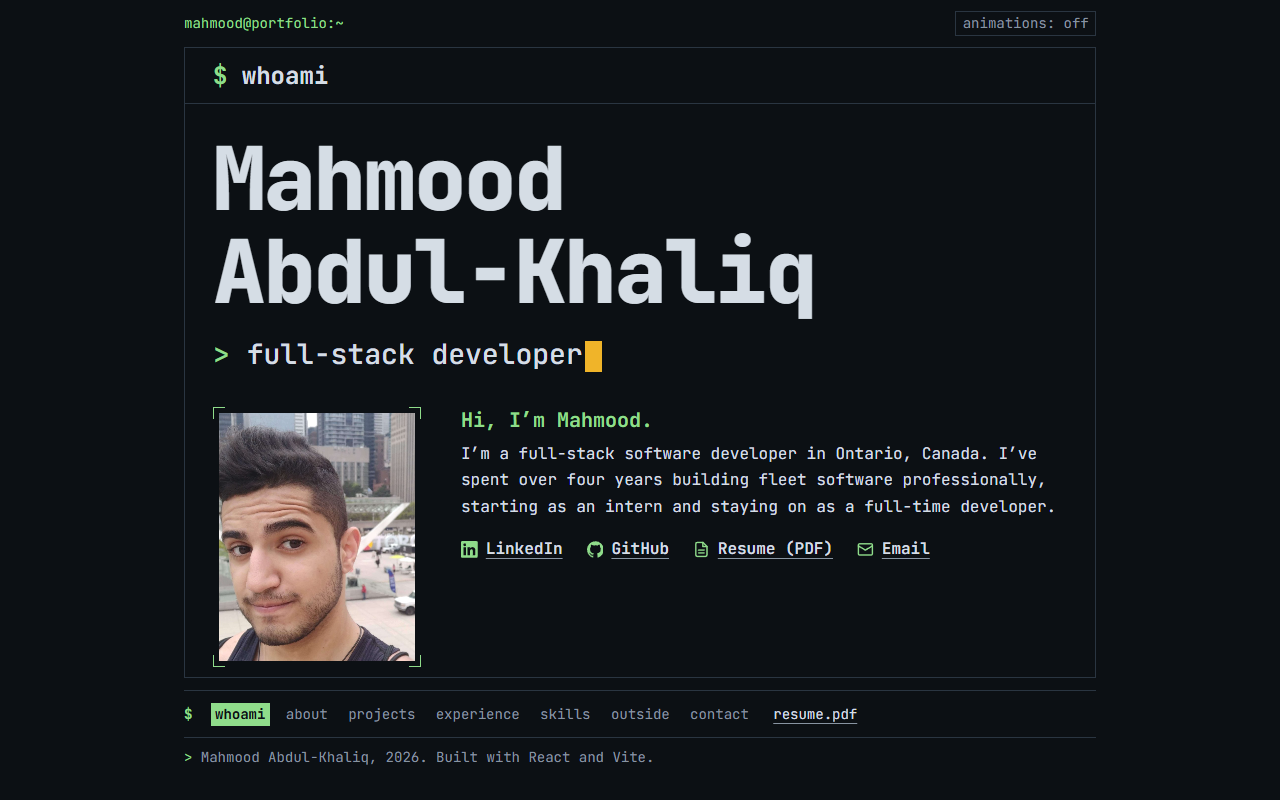 mahmood@portfolio:~
animations: off
$ whoami
Mahmood
Abdul-Khaliq
> full-stack developer
Hi, I’m Mahmood.
I’m a full-stack software developer in Ontario, Canada. I’ve
spent over four years building fleet software professionally,
starting as an intern and staying on as a full-time developer.
LinkedIn GitHub Resume (PDF) Email
$ whoami about projects experience skills outside contact resume.pdf
> Mahmood Abdul-Khaliq, 2026. Built with React and Vite.